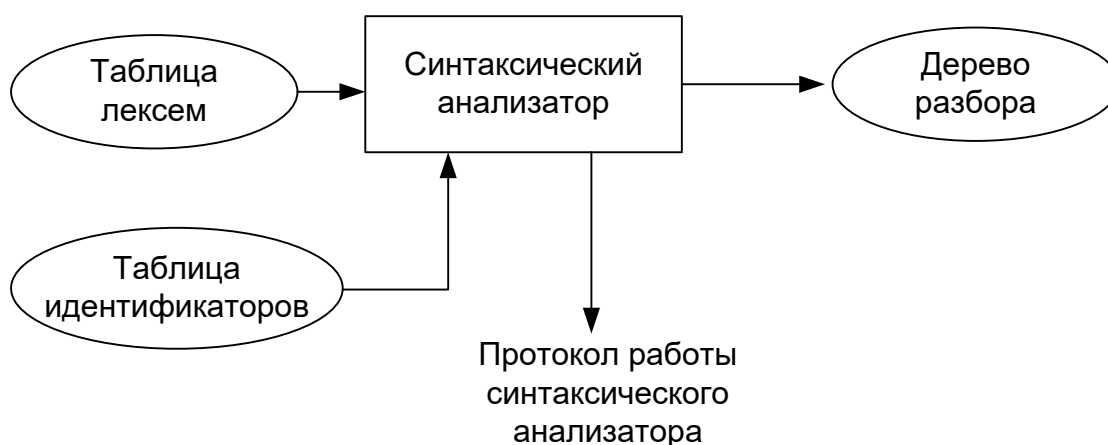 Таблица
лексем
Синтаксический
анализатор
Дерево
разбора
Таблица
идентификаторов
Протокол работы
синтаксического
анализатора